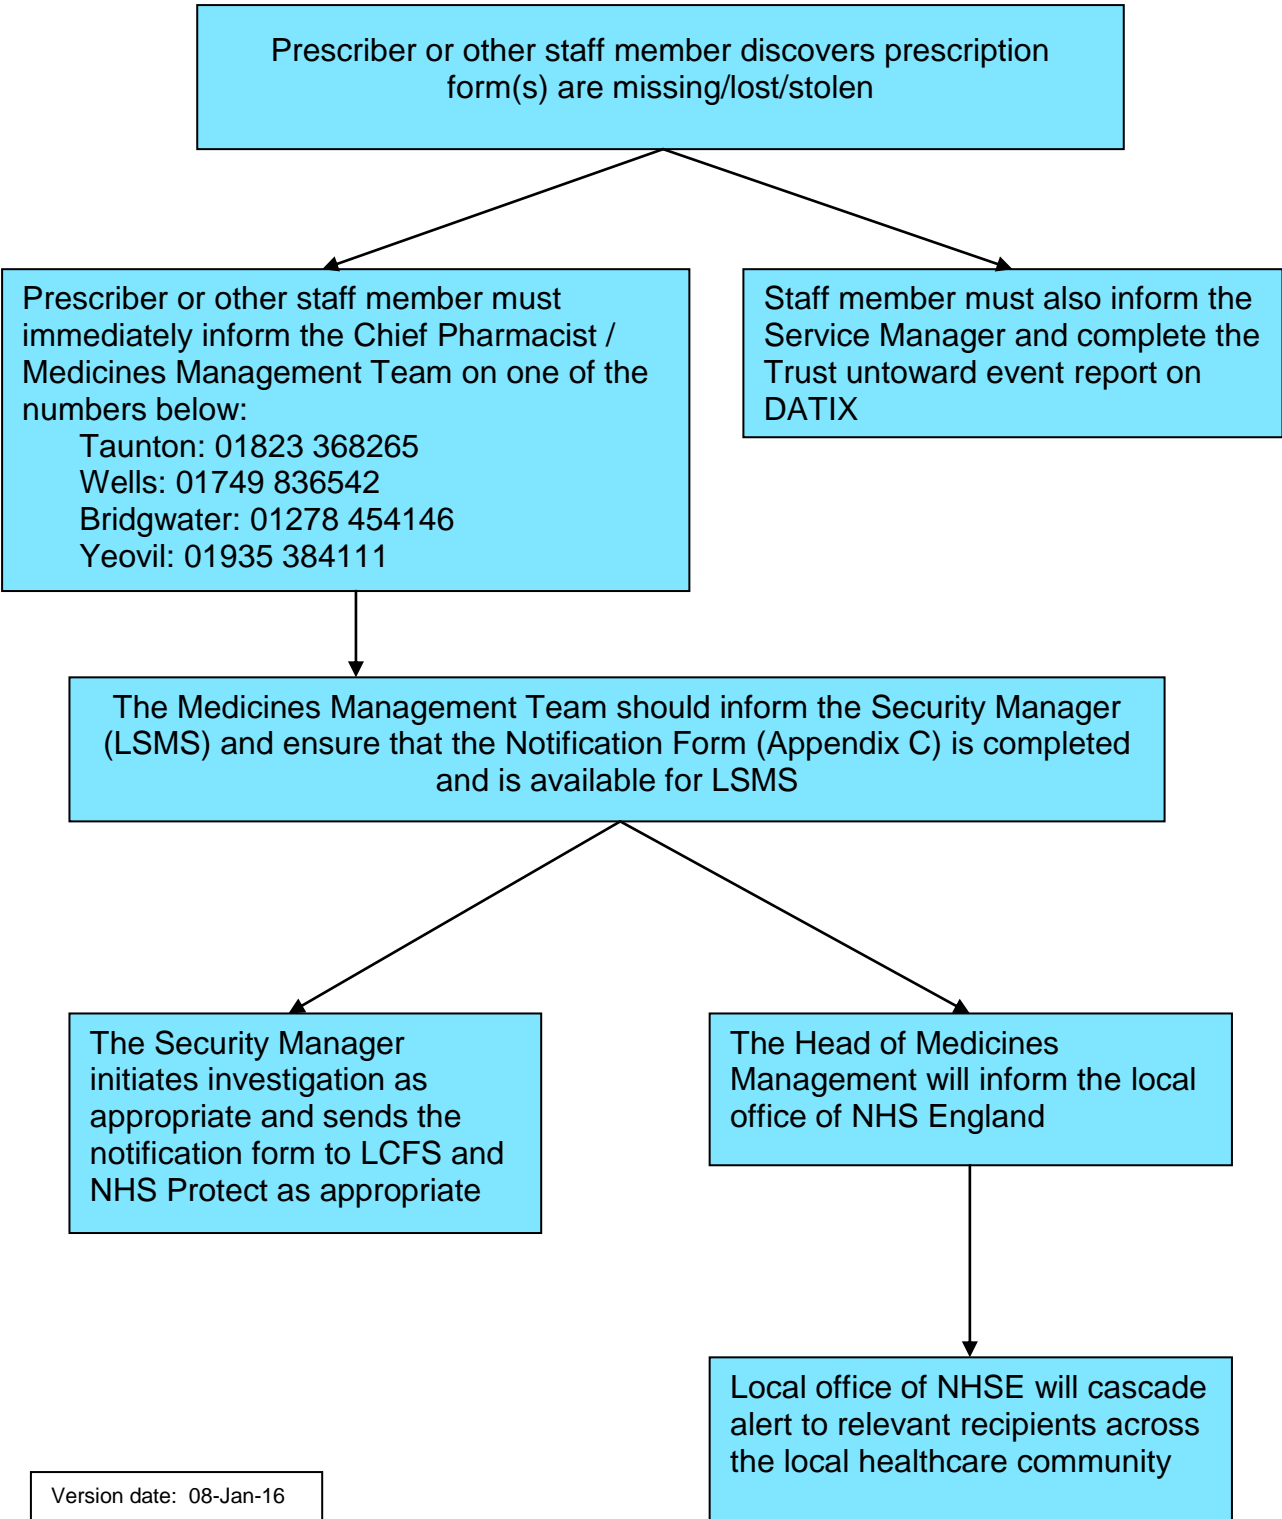 Prescriber or other staff member discovers prescription
form(s) are missing/lost/stolen
Prescriber or other staff member must
immediately inform the Chief Pharmacist /
Medicines Management Team on one of the
numbers below:
Taunton: 01823 368265
Wells: 01749 836542
Bridgwater: 01278 454146
Yeovil: 01935 384111
Staff member must also inform the
Service Manager and complete the
Trust untoward event report on
DATIX
The Medicines Management Team should inform the Security Manager
(LSMS) and ensure that the Notification Form (Appendix C) is completed
and is available for LSMS
The Security Manager
initiates investigation as
appropriate and sends the
notification form to LCFS and
NHS Protect as appropriate
The Head of Medicines
Management will inform the local
office of NHS England
Local office of NHSE will cascade
alert to relevant recipients across
the local healthcare community
Version date: 08-Jan-16